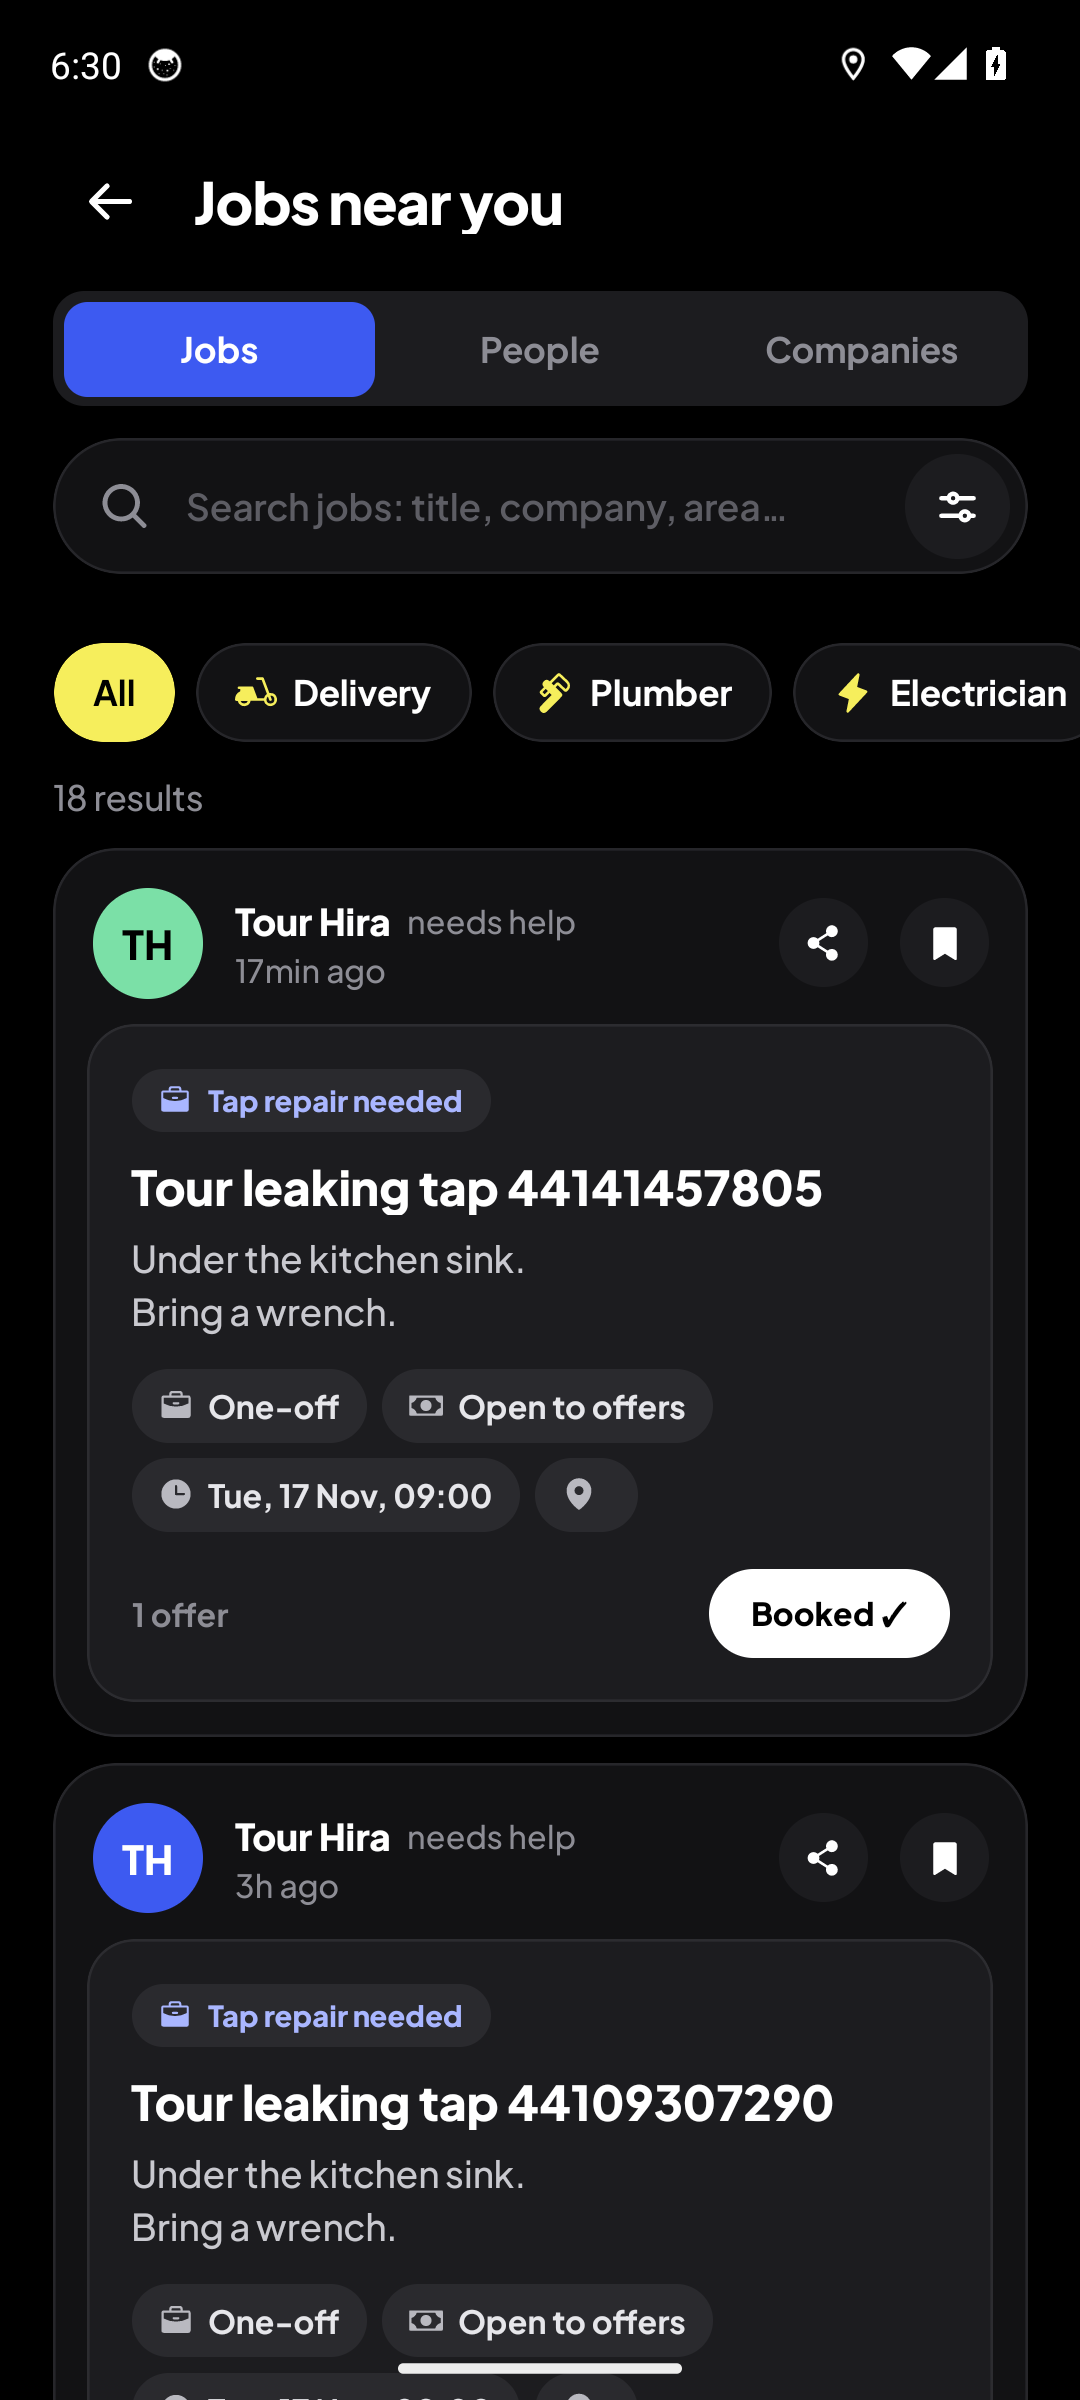 6:30
Jobs near you
Jobs People Companies
Search jobs: title, company, area...
All Delivery Plumber Electrician
18 results
TH Tour Hira needs help
17min ago
Tap repair needed
Tour leaking tap 44141457805
Under the kitchen sink.
Bring a wrench.
One-off Open to offers
Tue, 17 Nov, 09:00
1 offer Booked ✓
TH Tour Hira needs help
3h ago
Tap repair needed
Tour leaking tap 44109307290
Under the kitchen sink.
Bring a wrench.
One-off Open to offers